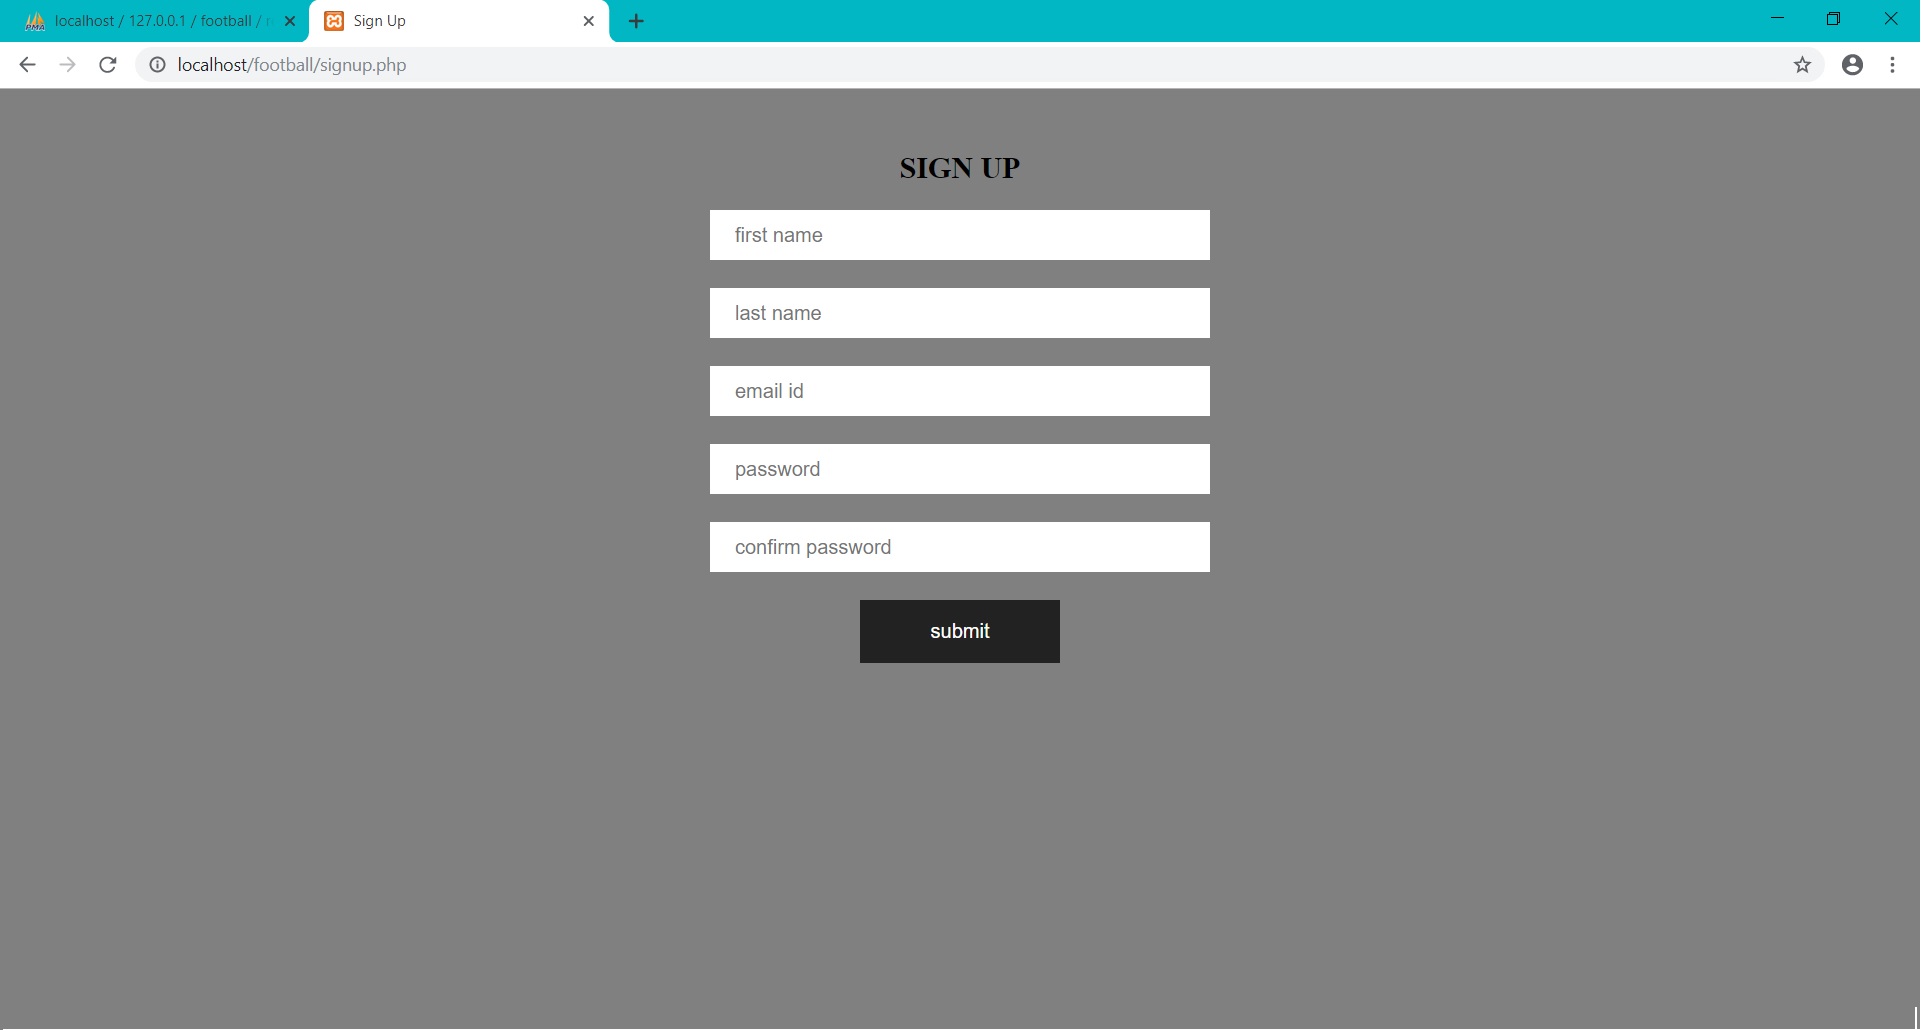 localhost / 127.0.0.1 / football /
Sign Up
localhost/football/signup.php
SIGN UP
first name
last name
email id
password
confirm password
submit